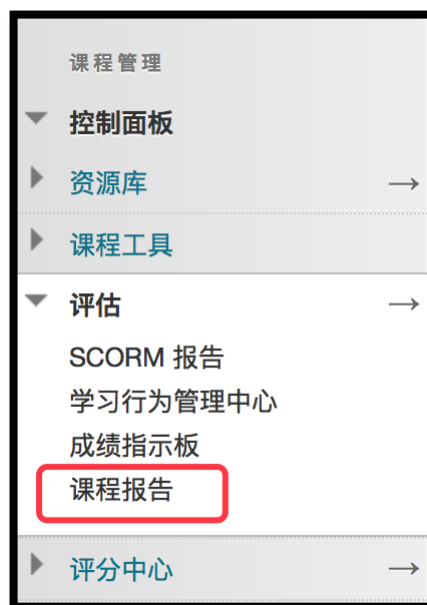 课程管理
控制面板
资源库
课程工具
评估
SCORM 报告
学习行为管理中心
成绩指示板
课程报告
评分中心